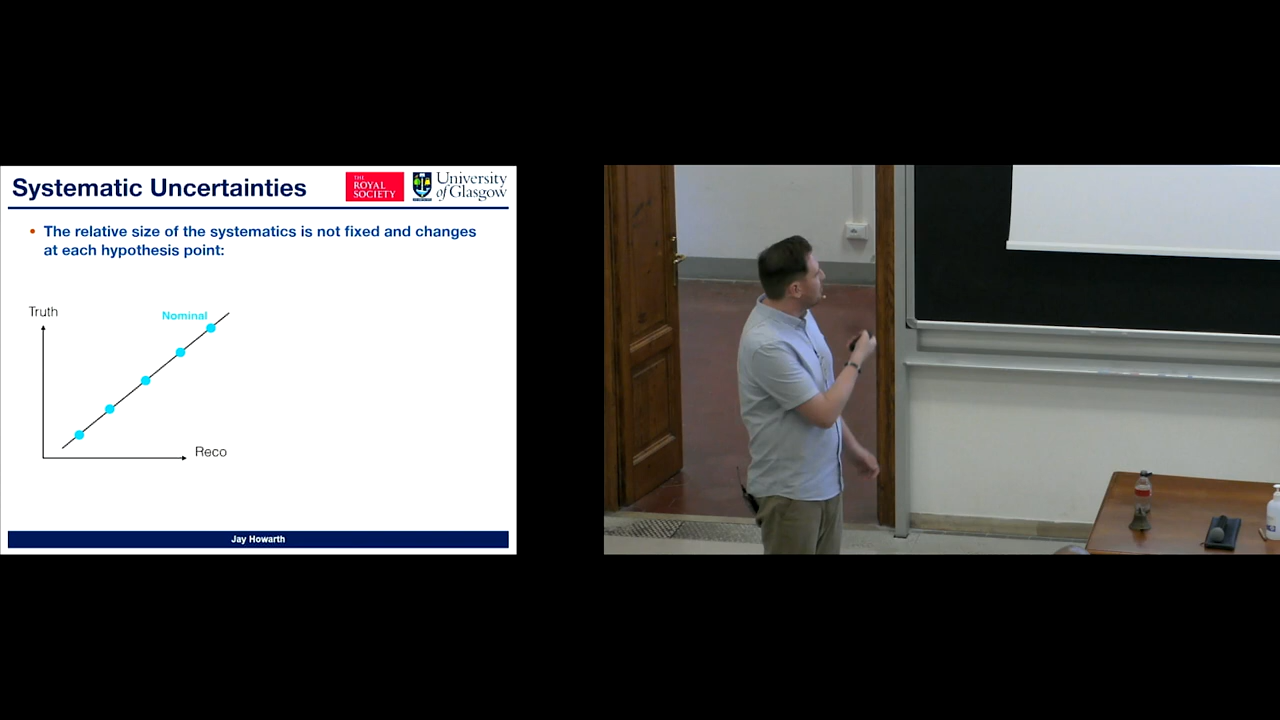 Systematic Uncertainties
THE
ROYAL
SOCIETY
University
of Glasgow
• The relative size of the systematics is not fixed and changes
at each hypothesis point:
Truth
Nominal
Reco
Jay Howarth